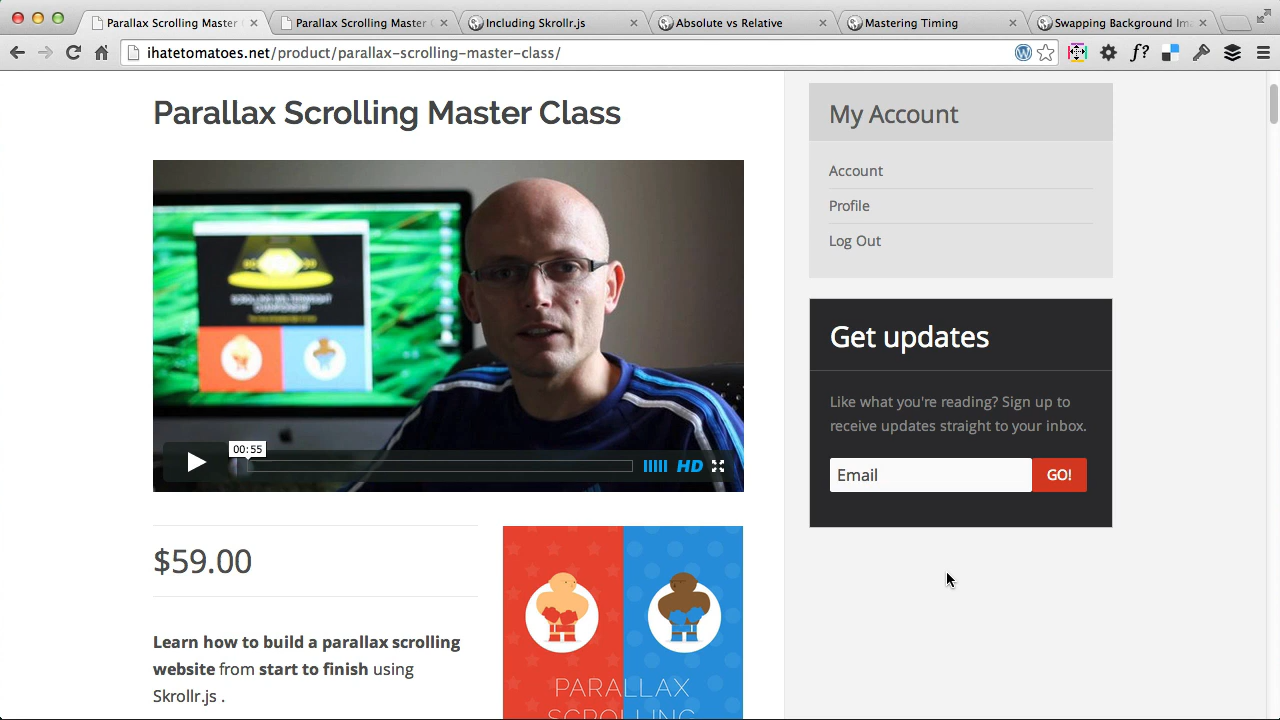 Parallax Scrolling Master
Parallax Scrolling Master
Including Skrollr.js
Absolute vs Relative
Mastering Timing
Swapping Background Ima
ihatetomatoes.net/product/parallax-scrolling-master-class/
f?
Parallax Scrolling Master Class
00:55
HD
$59.00
Learn how to build a parallax scrolling
website from start to finish using
Skrollr.js .
PARALLAX
SCROLLING
My Account
Account
Profile
Log Out
Get updates
Like what you're reading? Sign up to
receive updates straight to your inbox.
Email
GO!